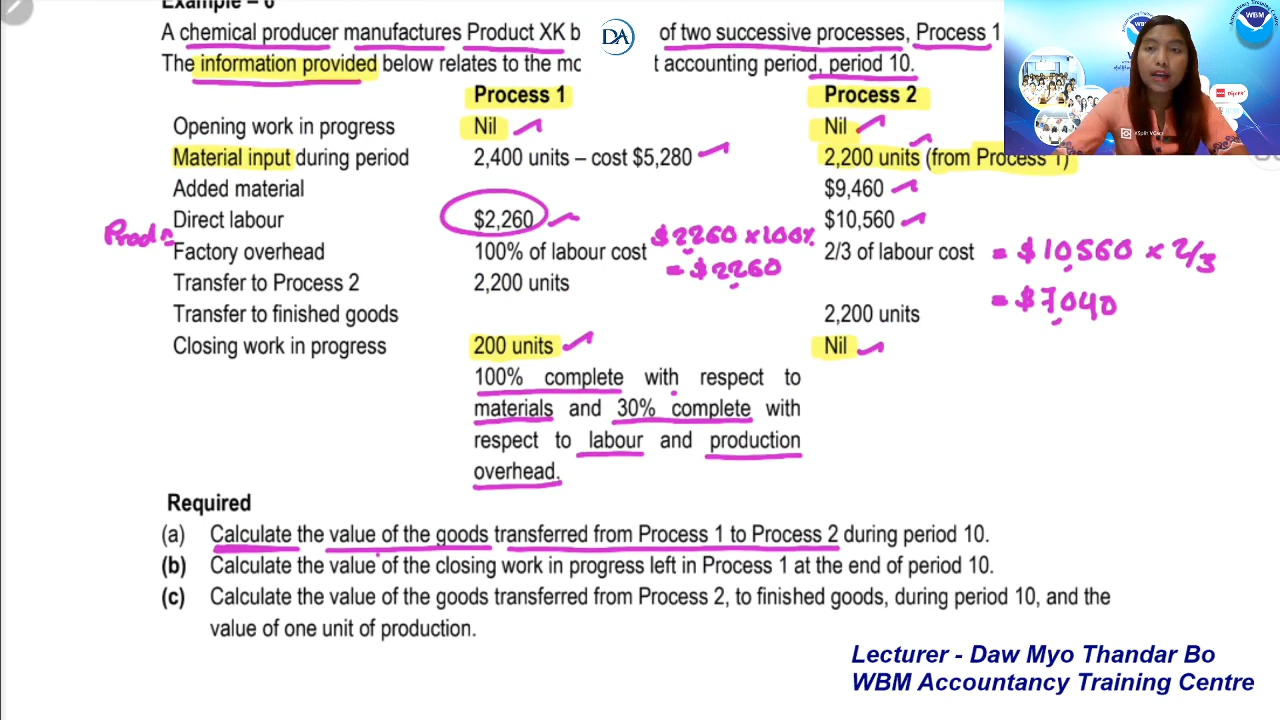 Example – 6
A chemical producer manufactures Product XK b DA of two successive processes, Process 1
The information provided below relates to the mo t accounting period, period 10.
Process 1 Process 2
Opening work in progress Nil Nil
Material input during period 2,400 units – cost $5,280 2,200 units (from Process 1)
Added material $9,460
Direct labour $2,260 $10,560
Prodn Factory overhead 100% of labour cost $2260 x 100% 2/3 of labour cost = $10,560 x 2/3
= $2260
Transfer to Process 2 2,200 units
= $7,040
Transfer to finished goods 2,200 units
Closing work in progress 200 units Nil
100% complete with respect to
materials and 30% complete with
respect to labour and production
overhead.
Required
(a) Calculate the value of the goods transferred from Process 1 to Process 2 during period 10.
(b) Calculate the value of the closing work in progress left in Process 1 at the end of period 10.
(c) Calculate the value of the goods transferred from Process 2, to finished goods, during period 10, and the
value of one unit of production.
Lecturer - Daw Myo Thandar Bo
WBM Accountancy Training Centre
WBM
WBM